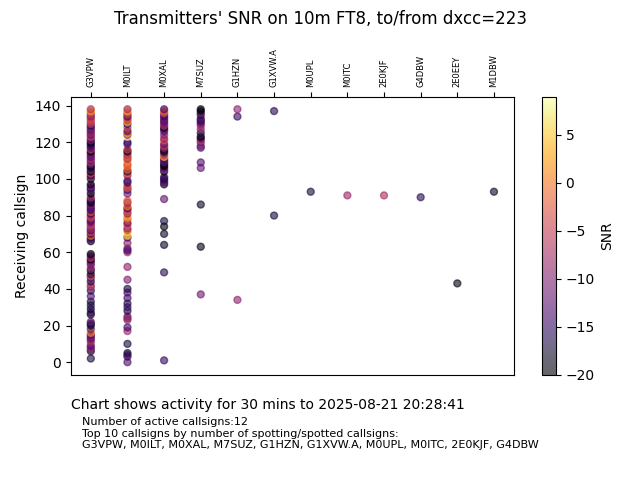 Transmitters' SNR on 10m FT8, to/from dxcc=223
G3VPW M0ILT M0XAL M7SUZ G1HZN G1XVW.A M0UPL M0ITC 2E0KJF G4DBW 2E0EEY M1DBW
140
120
100
80
60
40
20
0
Receiving callsign
5
0
−5
−10
−15
−20
SNR
Chart shows activity for 30 mins to 2025-08-21 20:28:41
Number of active callsigns:12
Top 10 callsigns by number of spotting/spotted callsigns:
G3VPW, M0ILT, M0XAL, M7SUZ, G1HZN, G1XVW.A, M0UPL, M0ITC, 2E0KJF, G4DBW